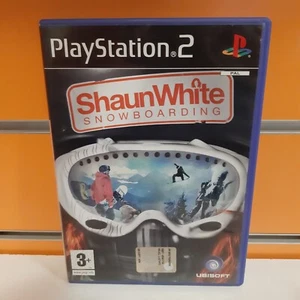 PlayStation 2
PAL
ShaunWhite
SNOWBOARDING
3+
UBISOFT